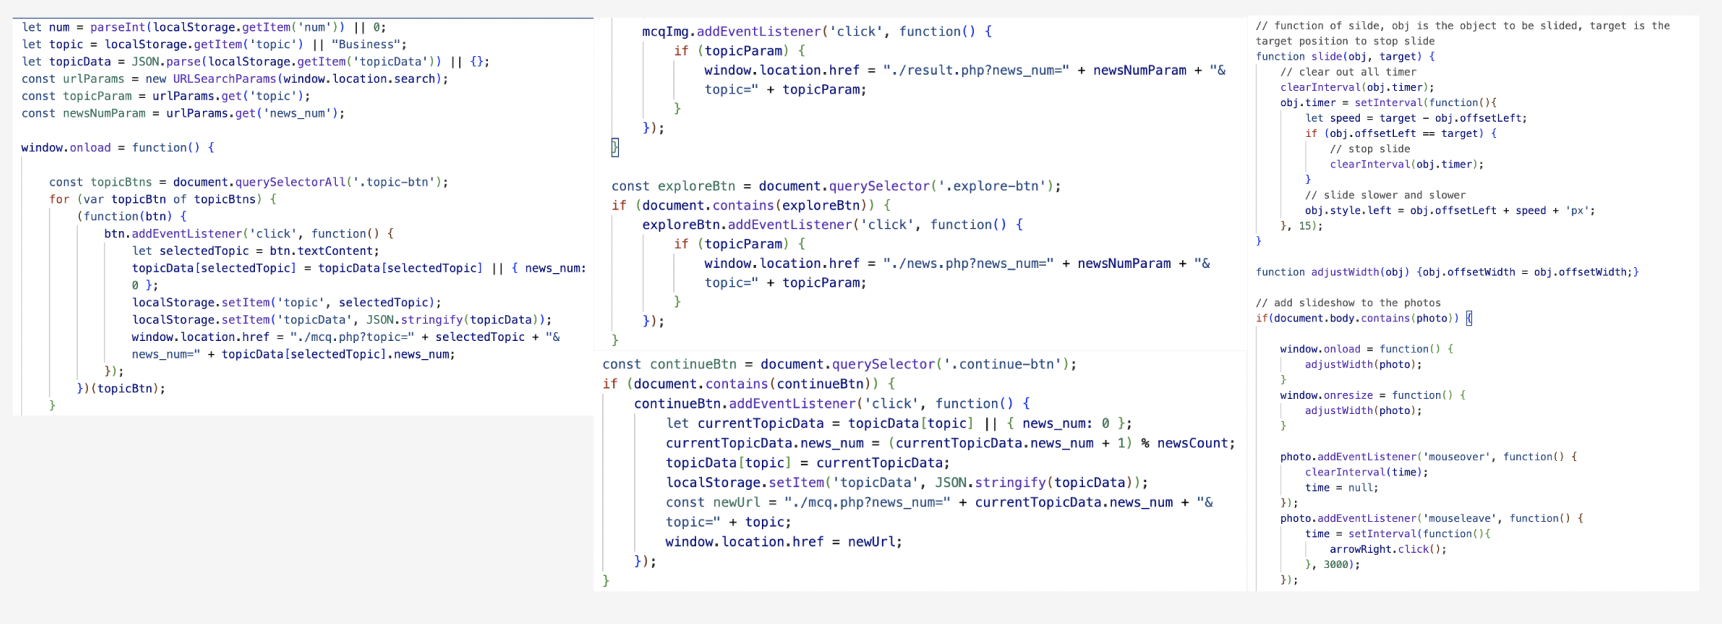 let num = parseInt(localStorage.getItem('num')) || 0;
let topic = localStorage.getItem('topic') || "Business";
let topicData = JSON.parse(localStorage.getItem('topicData')) || {};
const urlParams = new URLSearchParams(window.location.search);
const topicParam = urlParams.get('topic');
const newsNumParam = urlParams.get('news_num');
window.onload = function() {
const topicBtns = document.querySelectorAll('.topic-btn');
for (var topicBtn of topicBtns) {
(function(btn) {
btn.addEventListener('click', function() {
let selectedTopic = btn.textContent;
topicData[selectedTopic] = topicData[selectedTopic] || { news_num:
0 };
localStorage.setItem('topic', selectedTopic);
localStorage.setItem('topicData', JSON.stringify(topicData));
window.location.href = "./mcq.php?topic=" + selectedTopic + "&
news_num=" + topicData[selectedTopic].news_num;
});
})(topicBtn);
}
mcqImg.addEventListener('click', function() {
if (topicParam) {
window.location.href = "./result.php?news_num=" + newsNumParam + "&
topic=" + topicParam;
}
});
}
const exploreBtn = document.querySelector('.explore-btn');
if (document.contains(exploreBtn)) {
exploreBtn.addEventListener('click', function() {
if (topicParam) {
window.location.href = "./news.php?news_num=" + newsNumParam + "&
topic=" + topicParam;
}
});
}
const continueBtn = document.querySelector('.continue-btn');
if (document.contains(continueBtn)) {
continueBtn.addEventListener('click', function() {
let currentTopicData = topicData[topic] || { news_num: 0 };
currentTopicData.news_num = (currentTopicData.news_num + 1) % newsCount;
topicData[topic] = currentTopicData;
localStorage.setItem('topicData', JSON.stringify(topicData));
const newUrl = "./mcq.php?news_num=" + currentTopicData.news_num + "&
topic=" + topic;
window.location.href = newUrl;
});
}
// function of silde, obj is the object to be slided, target is the
target position to stop slide
function slide(obj, target) {
// clear out all timer
clearInterval(obj.timer);
obj.timer = setInterval(function(){
let speed = target - obj.offsetLeft;
if (obj.offsetLeft == target) {
// stop slide
clearInterval(obj.timer);
}
// slide slower and slower
obj.style.left = obj.offsetLeft + speed + 'px';
}, 15);
}
function adjustWidth(obj) {obj.offsetWidth = obj.offsetWidth;}
// add slideshow to the photos
if(document.body.contains(photo)) {
window.onload = function() {
adjustWidth(photo);
}
window.onresize = function() {
adjustWidth(photo);
}
photo.addEventListener('mouseover', function() {
clearInterval(time);
time = null;
});
photo.addEventListener('mouseleave', function() {
time = setInterval(function(){
arrowRight.click();
}, 3000);
});